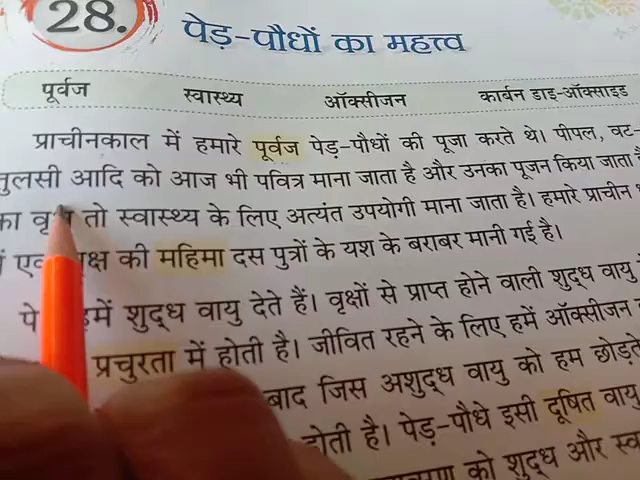 28.
पेड़-पौधों का महत्त्व
पूर्वज स्वास्थ्य ऑक्सीजन कार्बन डाइ-ऑक्साइड
प्राचीनकाल में हमारे पूर्वज पेड़-पौधों की पूजा करते थे। पीपल, वट-
तुलसी आदि को आज भी पवित्र माना जाता है और उनका पूजन किया जाता
का तो स्वास्थ्य के लिए अत्यंत उपयोगी माना जाता है। हमारे प्राचीन
की महिमा दस पुत्रों के यश के बराबर मानी गई है।
हमें शुद्ध वायु देते हैं। वृक्षों से प्राप्त होने वाली शुद्ध वायु
प्रचुरता में होती है। जीवित रहने के लिए हमें ऑक्सीजन
बाद जिस अशुद्ध वायु को हम छोड़ते
होती है। पेड़-पौधे इसी दूषित वायु
को शुद्ध और